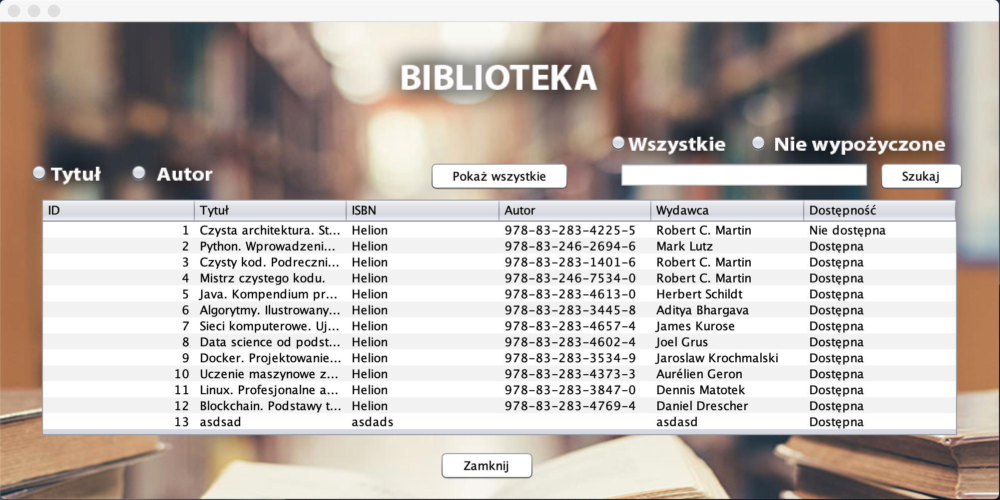 BIBLIOTEKA
Wszystkie Nie wypożyczone
Tytuł Autor Pokaż wszystkie Szukaj
ID Tytuł ISBN Autor Wydawca Dostępność
1 Czysta architektura. St... Helion 978-83-283-4225-5 Robert C. Martin Nie dostępna
2 Python. Wprowadzeni... Helion 978-83-246-2694-6 Mark Lutz Dostępna
3 Czysty kod. Podreczni... Helion 978-83-283-1401-6 Robert C. Martin Dostępna
4 Mistrz czystego kodu. Helion 978-83-246-7534-0 Robert C. Martin Dostępna
5 Java. Kompendium pr... Helion 978-83-283-4613-0 Herbert Schildt Dostępna
6 Algorytmy. Ilustrowany... Helion 978-83-283-3445-8 Aditya Bhargava Dostępna
7 Sieci komputerowe. Uj... Helion 978-83-283-4657-4 James Kurose Dostępna
8 Data science od podst... Helion 978-83-283-4602-4 Joel Grus Dostępna
9 Docker. Projektowanie... Helion 978-83-283-3534-9 Jaroslaw Krochmalski Dostępna
10 Uczenie maszynowe z... Helion 978-83-283-4373-3 Aurélien Geron Dostępna
11 Linux. Profesjonalne a... Helion 978-83-283-3847-0 Dennis Matotek Dostępna
12 Blockchain. Podstawy t... Helion 978-83-283-4769-4 Daniel Drescher Dostępna
13 asdsad asdads asdasd Dostępna
Zamknij